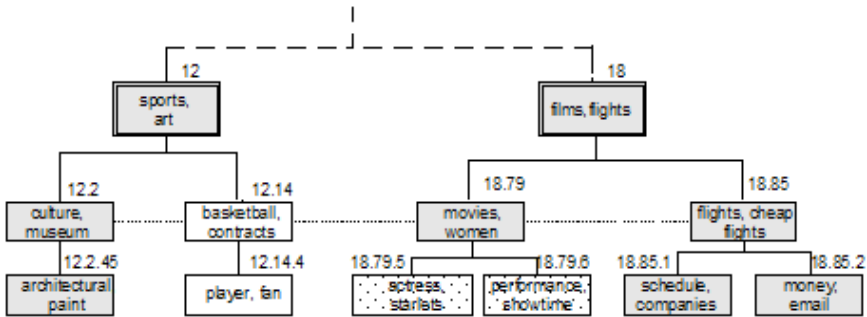 12
18
sports,
art
films, flights
12.2
12.14
18.79
18.85
culture,
museum
basketball,
contracts
movies,
women
flights, cheap
flights
12.2.45
12.14.4
18.79.5
18.79.6
18.85.1
18.85.2
architectural
paint
player, fan
actress,
starlets
performance,
showtime
schedule,
companies
money,
email